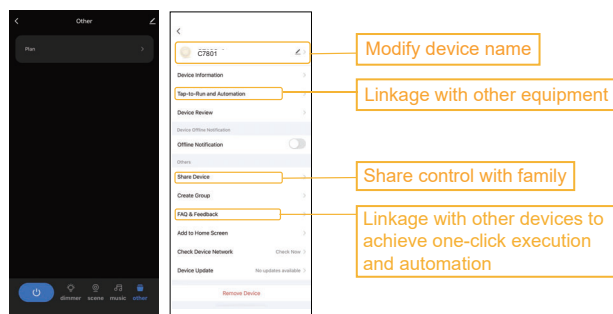 Other
Plan
dimmer scene music other
C7801
Device Information
Tap-to-Run and Automation
Device Review
Device Offline Notification
Offline Notification
Others
Share Device
Create Group
FAQ & Feedback
Add to Home Screen
Check Device Network Check Now
Device Update No updates available
Remove Device
Modify device name
Linkage with other equipment
Share control with family
Linkage with other devices to
achieve one-click execution
and automation